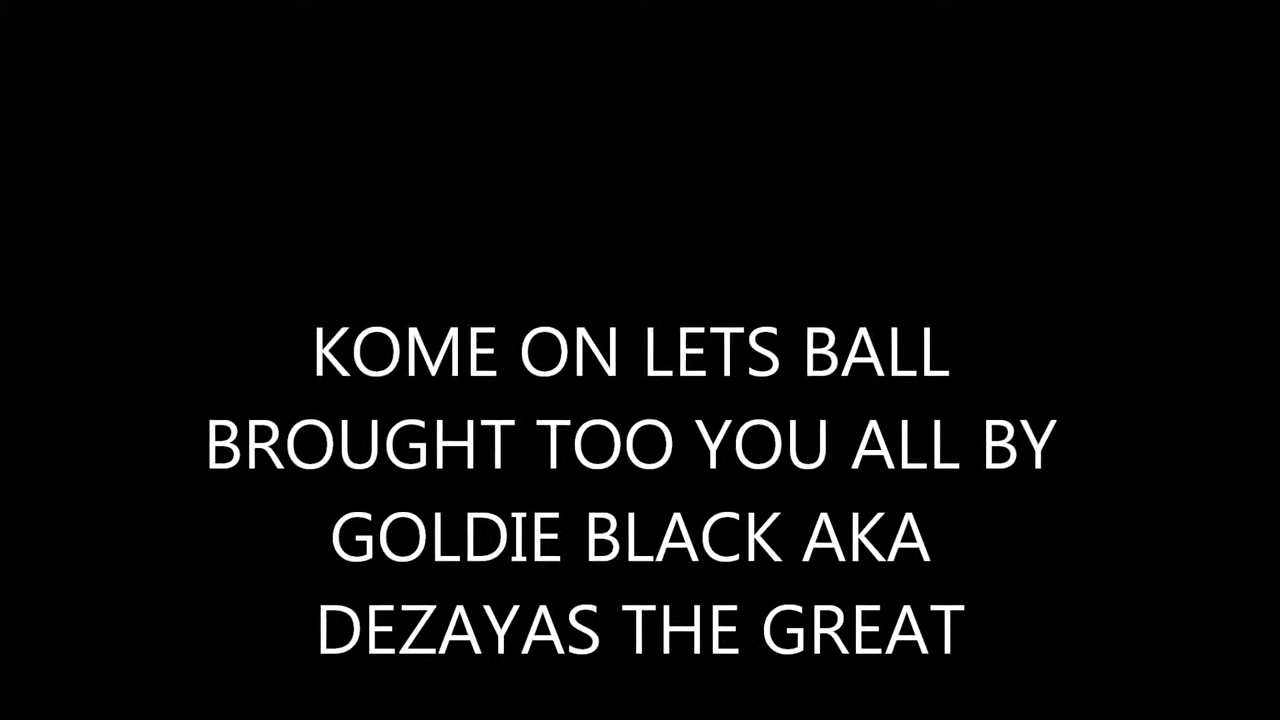 KOME ON LETS BALL
BROUGHT TOO YOU ALL BY
GOLDIE BLACK AKA
DEZAYAS THE GREAT